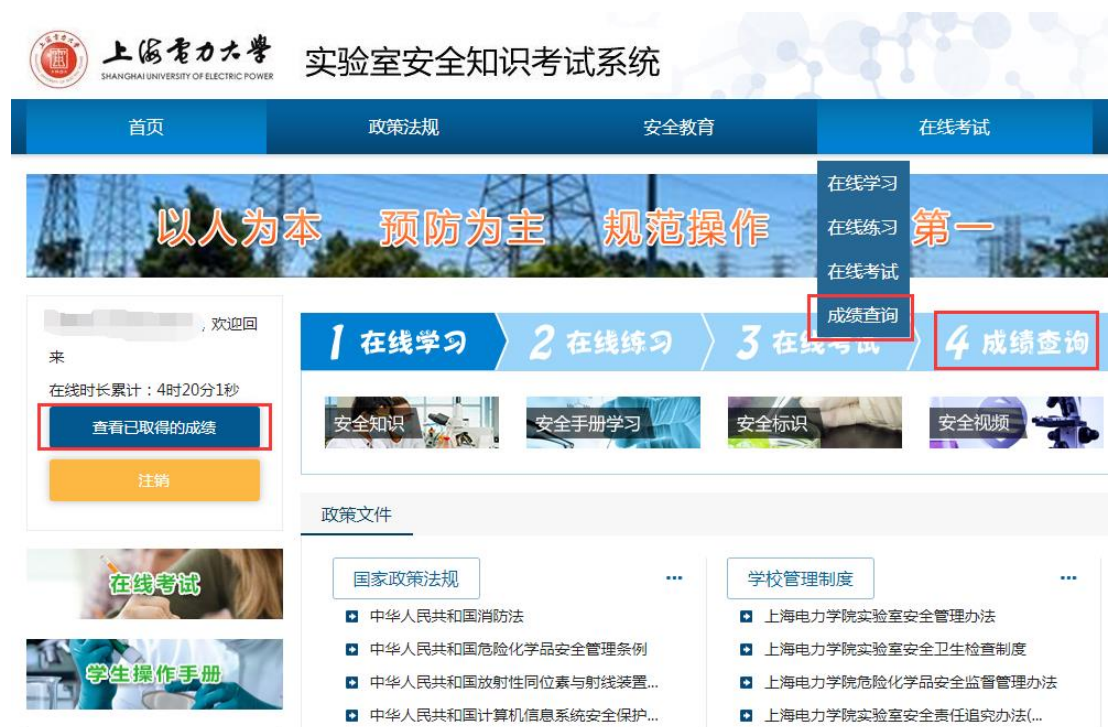 上海电力大學
SHANGHAI UNIVERSITY OF ELECTRIC POWER
实验室安全知识考试系统
首页 政策法规 安全教育 在线考试
在线学习
在线练习
在线考试
成绩查询
以人为本 预防为主 规范操作 第一
, 欢迎回
来
在线时长累计：4时20分1秒
查看已取得的成绩
注销
1 在线学习 2 在线练习 3 在线考试 4 成绩查询
安全知识 安全手册学习 安全标识 安全视频
政策文件
国家政策法规 ...
中华人民共和国消防法
中华人民共和国危险化学品安全管理条例
中华人民共和国放射性同位素与射线装置...
中华人民共和国计算机信息系统安全保护...
学校管理制度 ...
上海电力学院实验室安全管理办法
上海电力学院实验室安全卫生检查制度
上海电力学院危险化学品安全监督管理办法
上海电力学院实验室安全责任追究办法(...
在线考试
学生操作手册